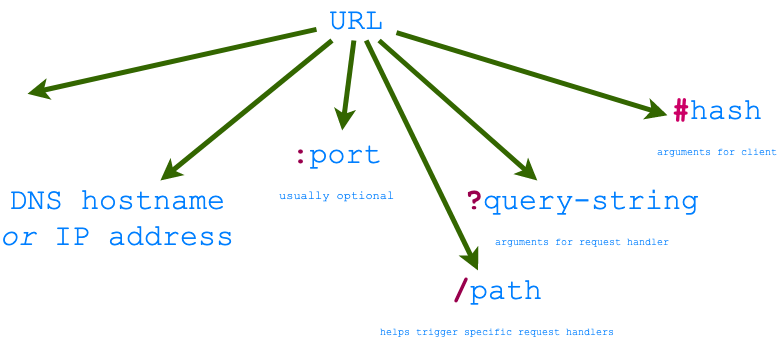 URL
#hash
arguments for client
:port
usually optional
DNS hostname
or IP address
?query-string
arguments for request handler
/path
helps trigger specific request handlers